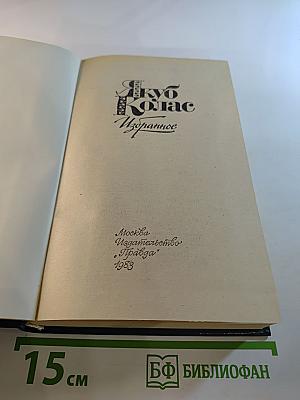 Якуб
Колас
Избранное
Москва
Издательство
„Правда“
1983
15 см
БФ БИБЛИОФАН